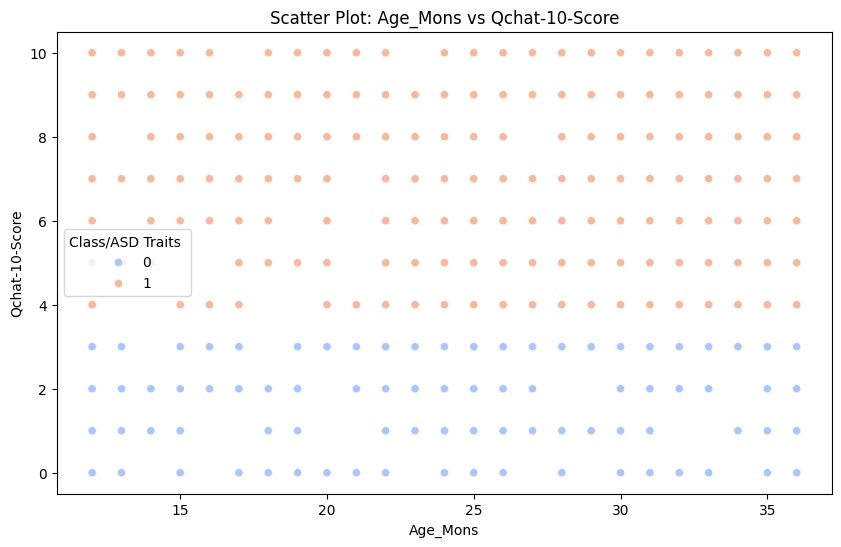 Scatter Plot: Age_Mons vs Qchat-10-Score
10
8
6
4
2
0
Qchat-10-Score
Class/ASD Traits
0
1
15 20 25 30 35
Age_Mons